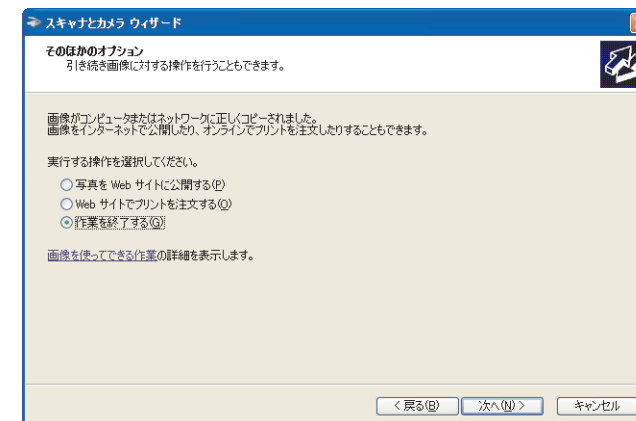 スキャナとカメラ ウィザード
そのほかのオプション
引き続き画像に対する操作を行うこともできます。
画像がコンピュータまたはネットワークに正しくコピーされました。
画像をインターネットで公開したり、オンラインでプリントを注文したりすることもできます。
実行する操作を選択してください。
写真を Web サイトに公開する(P)
Web サイトでプリントを注文する(O)
作業を終了する(G)
画像を使ってできる作業の詳細を表示します。
< 戻る(B) 次へ(N) > キャンセル